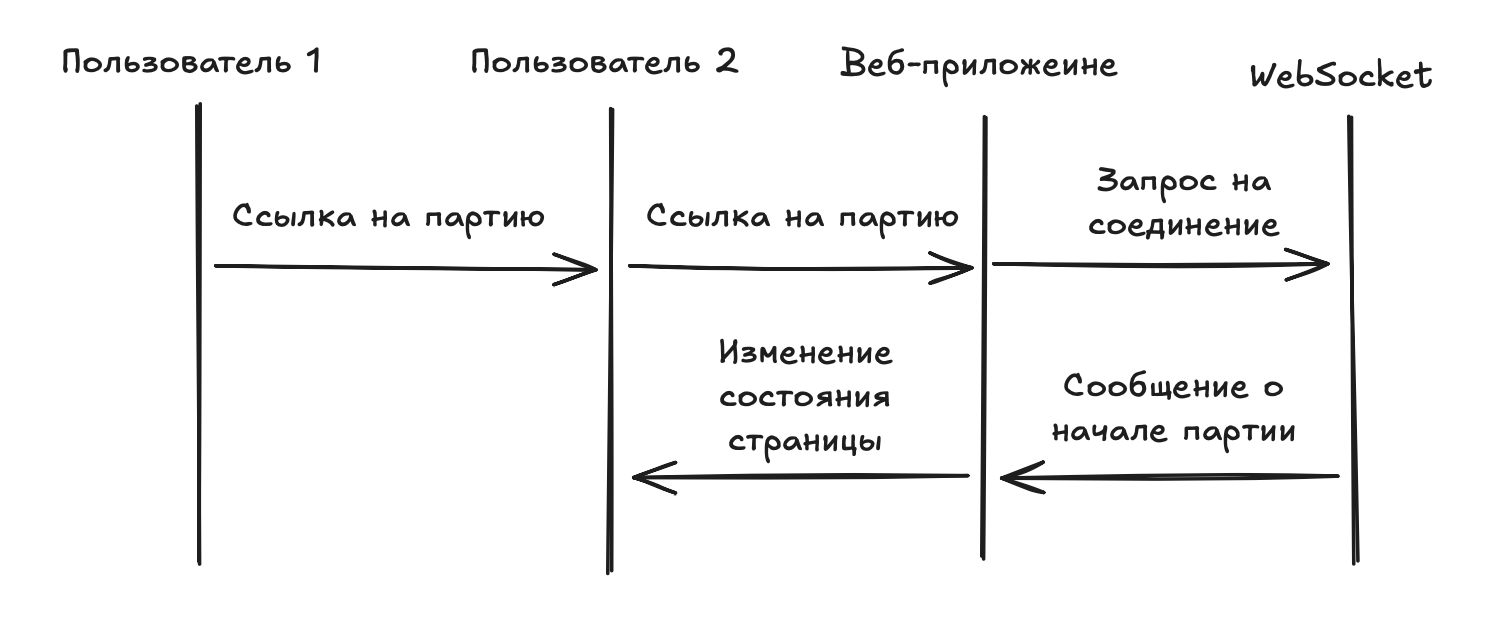 Пользователь 1
Пользователь 2
Веб-приложеине
WebSocket
Ссылка на партию
Ссылка на партию
Запрос на
соединение
Изменение
состояния
страницы
Сообщение о
начале партии